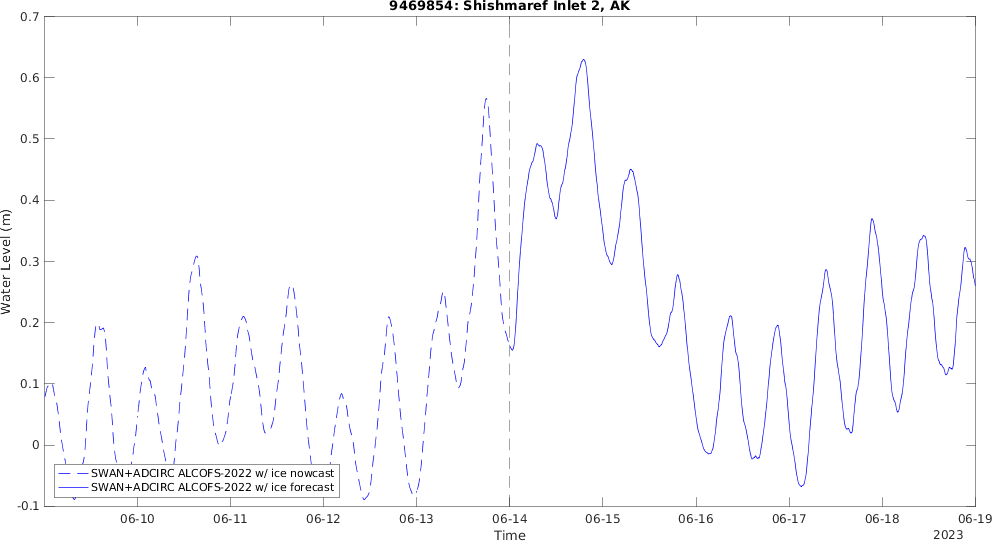 9469854: Shishmaref Inlet 2, AK
0.7
0.6
0.5
0.4
0.3
0.2
0.1
0
-0.1
Water Level (m)
SWAN+ADCIRC ALCOFS-2022 w/ ice nowcast
SWAN+ADCIRC ALCOFS-2022 w/ ice forecast
06-10 06-11 06-12 06-13 06-14 06-15 06-16 06-17 06-18 06-19
Time
2023